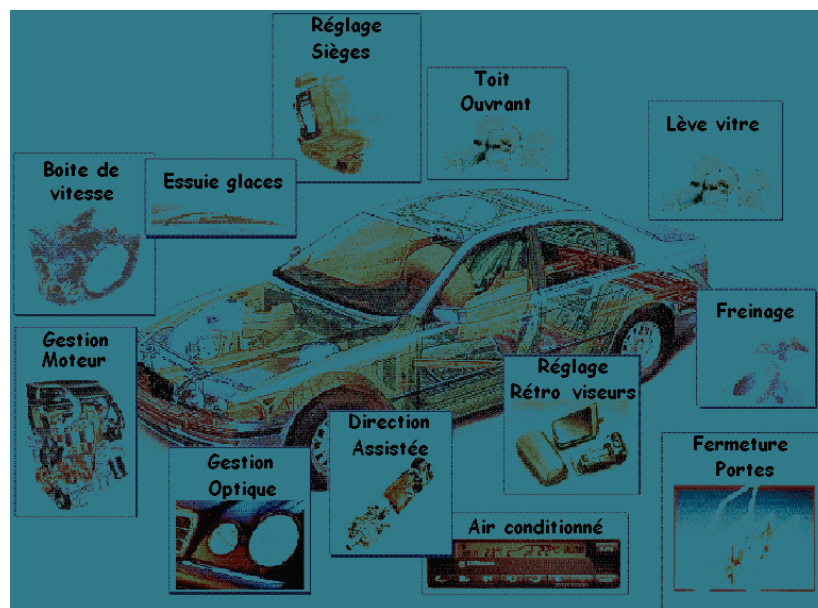 Réglage
Sièges
Toit
Ouvrant
Lève vitre
Boite de
vitesse
Essuie glaces
Freinage
Gestion
Moteur
Réglage
Rétro viseurs
Direction
Assistée
Fermeture
Portes
Gestion
Optique
Air conditionné